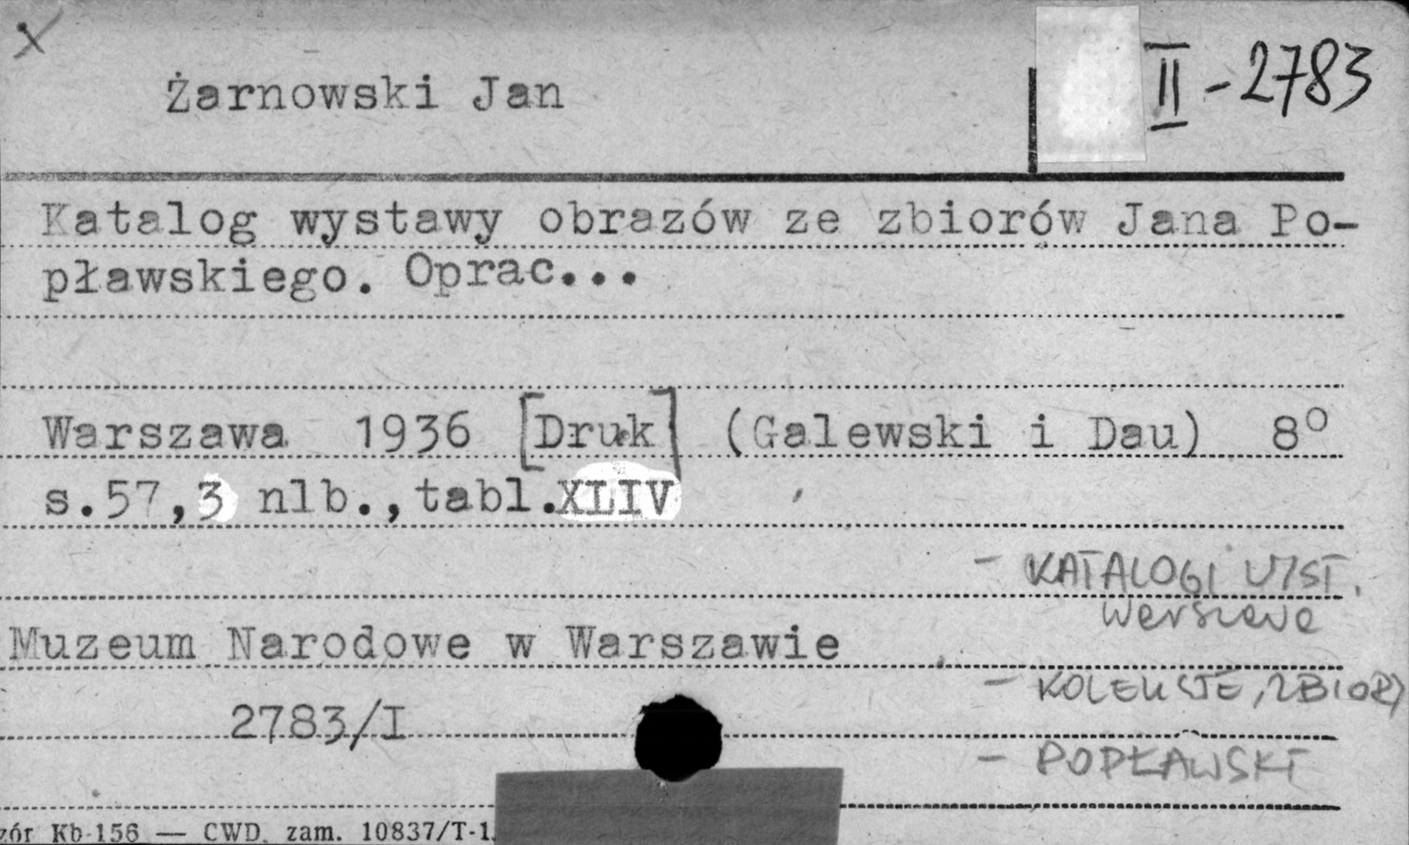 x
Żarnowski Jan
II - 2783
Katalog wystawy obrazów ze zbiorów Jana Po-
pławskiego. Oprac...
Warszawa 1936 [Druk] (Galewski i Dau) 8°
s.57,3 nlb.,tabl.XLIV
- KATALOGI WYST.
Warszawa
Muzeum Narodowe w Warszawie
- KOLEKCJE, ZBIORY
2783/I
- POPŁAWSKI
zór Kb-156 — CWD. zam. 10837/T-1.